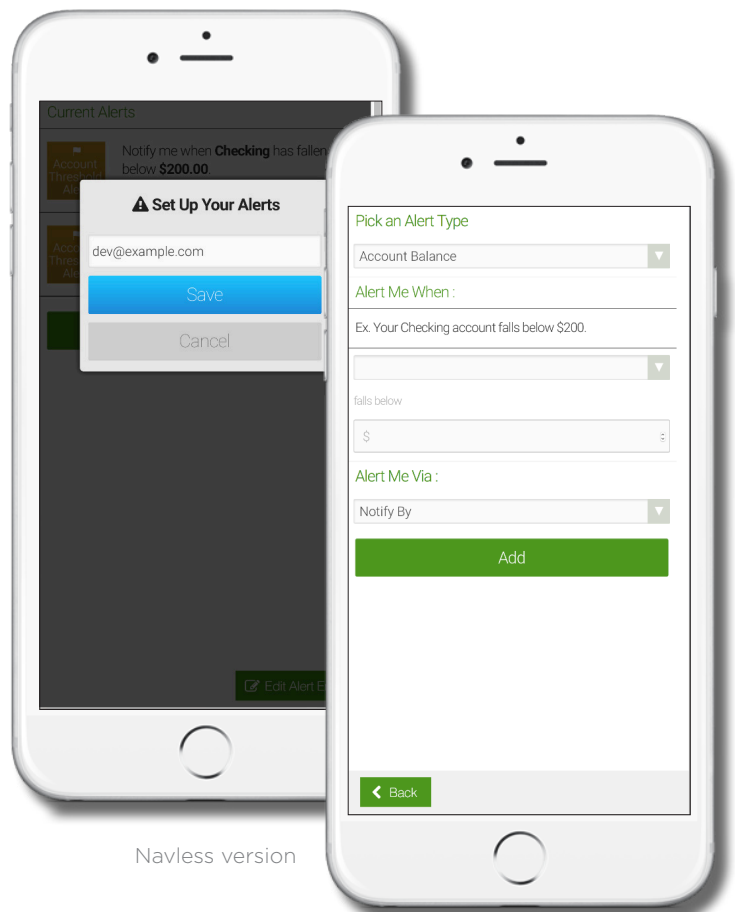 Current Alerts
Account
Threshold
Notify me when Checking has fallen
below $200.00
Set Up Your Alerts
dev@example.com
Save
Cancel
Edit Alert
Navless version
Pick an Alert Type
Account Balance
Alert Me When :
Ex. Your Checking account falls below $200.
falls below
$
Alert Me Via :
Notify By
Add
Back